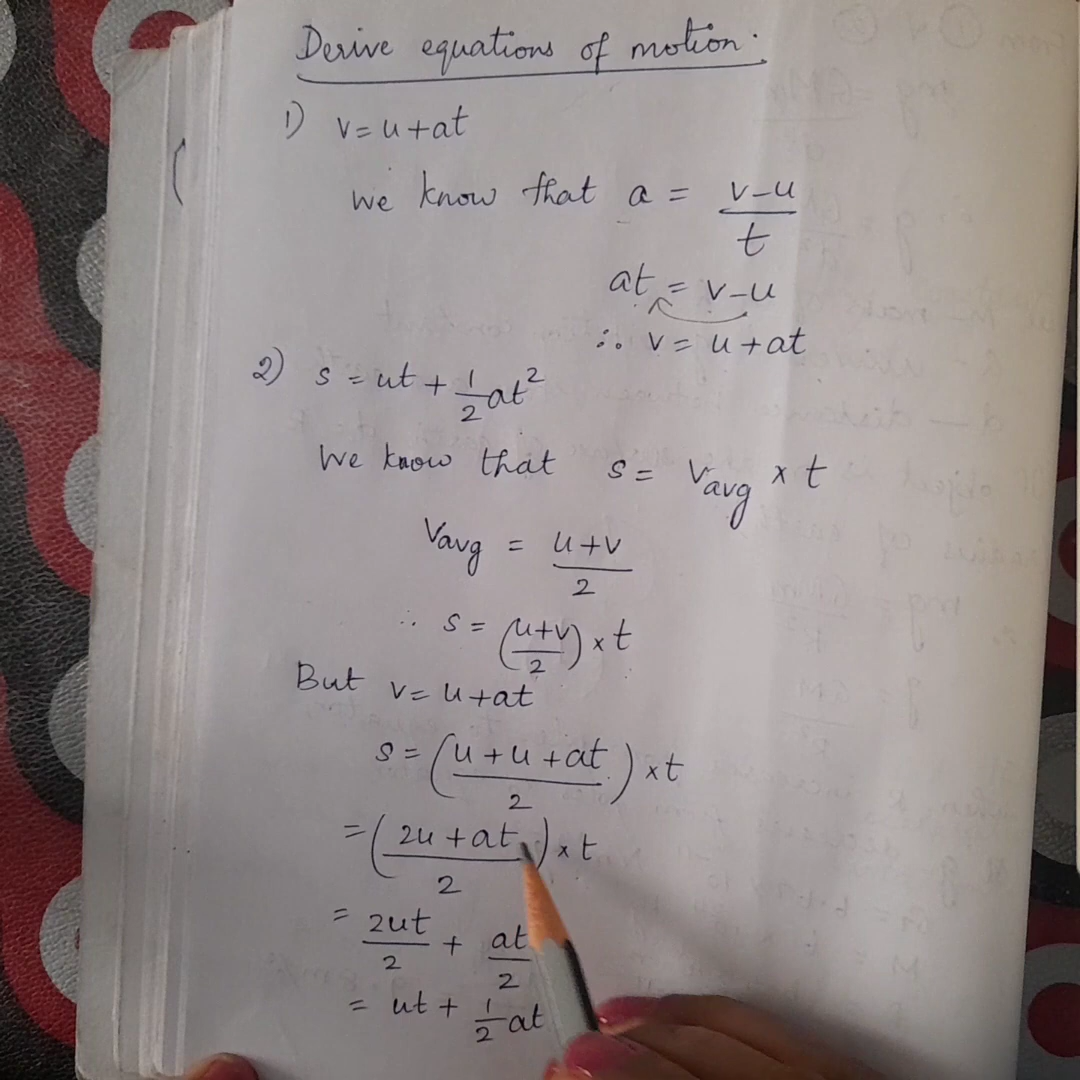 Derive equations of motion.
1) v = u + at
We know that a = v-u / t
at = v-u
∴ v = u + at
2) s = ut + 1/2 at²
We know that s = Vavg × t
Vavg = u+v / 2
∴ s = (u+v / 2) × t
But v = u + at
s = (u + u + at / 2) × t
= (2u + at / 2) × t
= 2ut / 2 + at / 2
= ut + 1/2 at